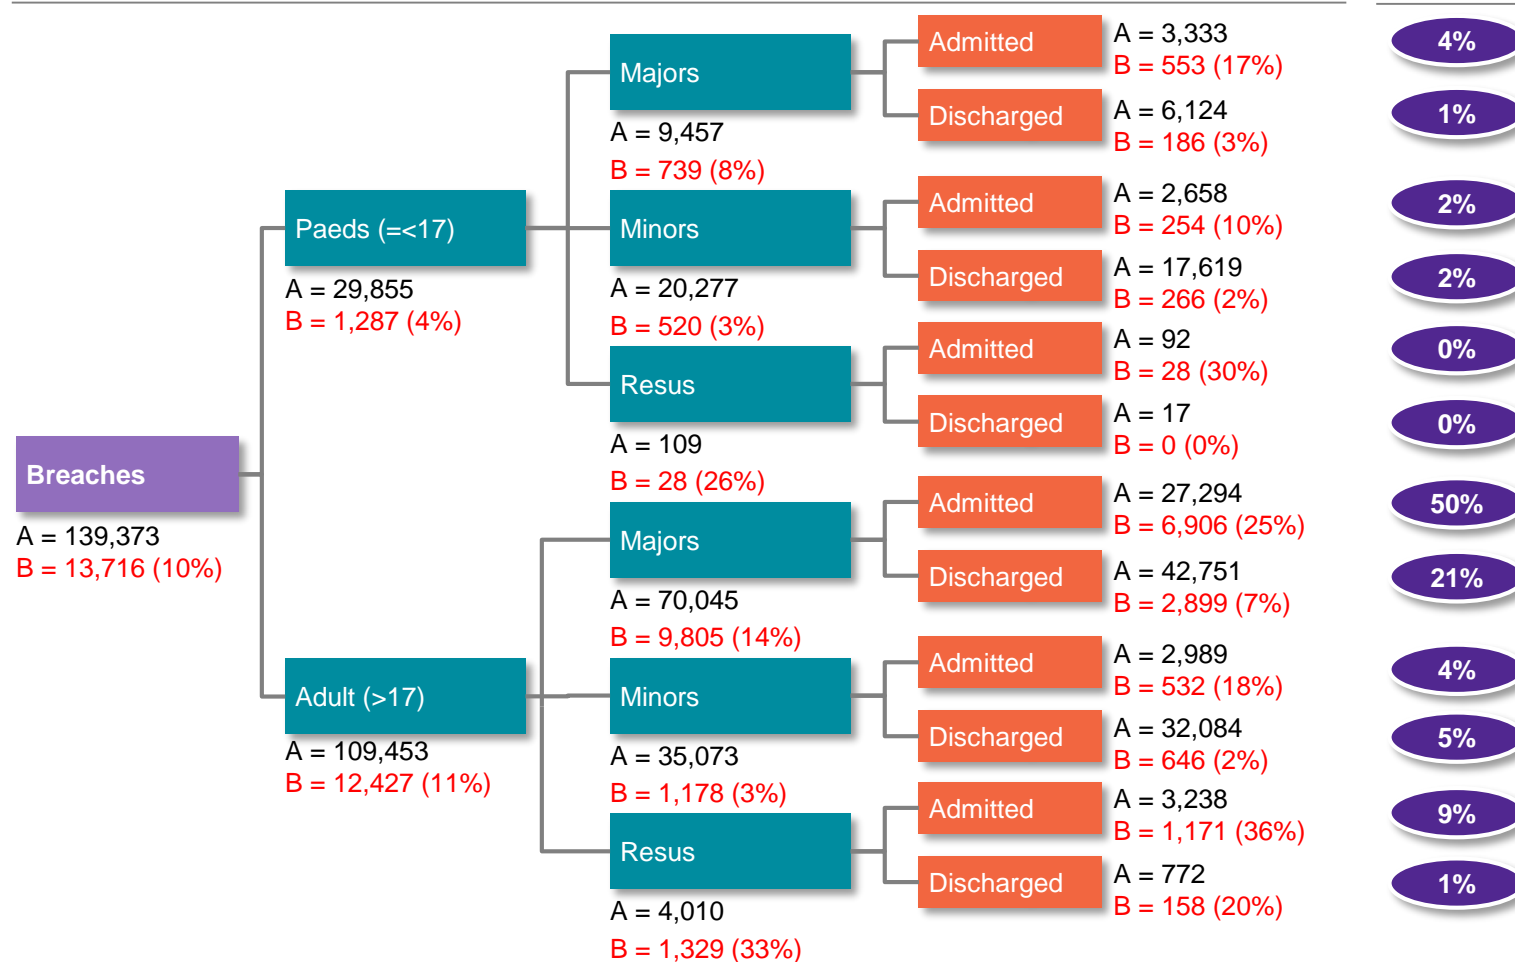 Breaches
A = 139,373
B = 13,716 (10%)
Paeds (=<17)
A = 29,855
B = 1,287 (4%)
Majors
A = 9,457
B = 739 (8%)
Admitted
A = 3,333
B = 553 (17%)
4%
Discharged
A = 6,124
B = 186 (3%)
1%
Minors
A = 20,277
B = 520 (3%)
Admitted
A = 2,658
B = 254 (10%)
2%
Discharged
A = 17,619
B = 266 (2%)
2%
Resus
A = 109
B = 28 (26%)
Admitted
A = 92
B = 28 (30%)
0%
Discharged
A = 17
B = 0 (0%)
0%
Adult (>17)
A = 109,453
B = 12,427 (11%)
Majors
A = 70,045
B = 9,805 (14%)
Admitted
A = 27,294
B = 6,906 (25%)
50%
Discharged
A = 42,751
B = 2,899 (7%)
21%
Minors
A = 35,073
B = 1,178 (3%)
Admitted
A = 2,989
B = 532 (18%)
4%
Discharged
A = 32,084
B = 646 (2%)
5%
Resus
A = 4,010
B = 1,329 (33%)
Admitted
A = 3,238
B = 1,171 (36%)
9%
Discharged
A = 772
B = 158 (20%)
1%